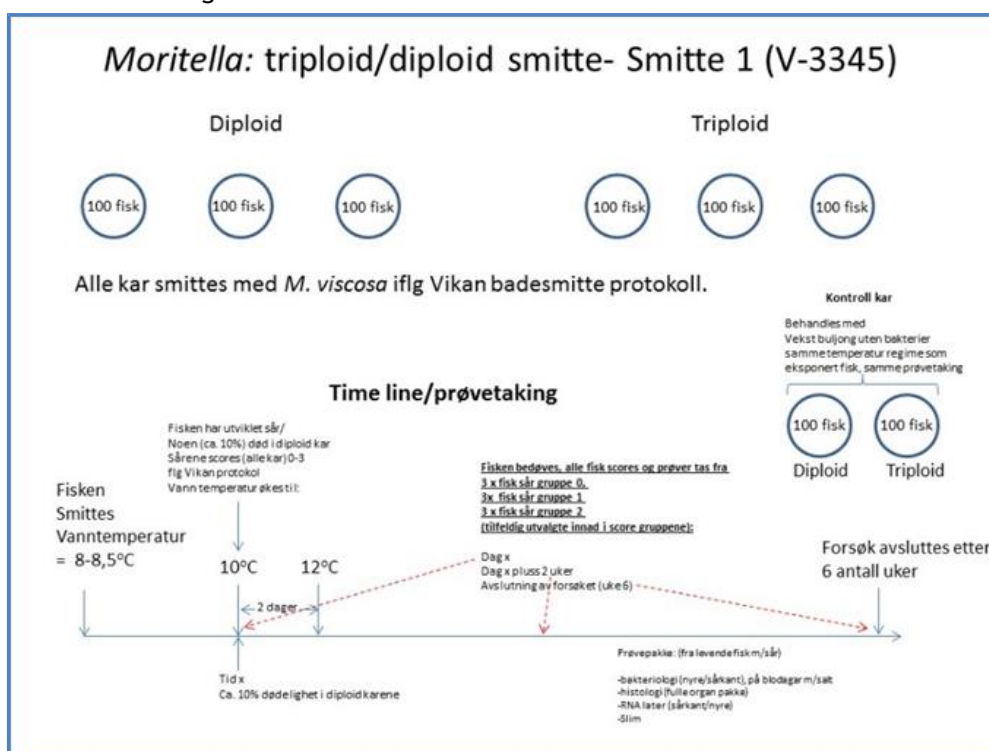 Moritella: triploid/diploid smitte- Smitte 1 (V-3345)
Diploid
Triploid
100 fisk
100 fisk
100 fisk
100 fisk
100 fisk
100 fisk
Alle kar smittes med M. viscosa iflg Vikan badesmitte protokoll.
Kontroll kar
Behandles med
Vekst buljong uten bakterier
samme temperatur regime som
eksponert fisk, samme prøvetaking
100 fisk
100 fisk
Diploid
Triploid
Time line/prøvetaking
Fisken har utviklet sår/
Noen (ca. 10%) død i diploid kar
Sårene scores (alle kar) 0-3
flg Vikan protokol
Vann temperatur økes til:
Fisken bedøves, alle fisk scores og prøver tas fra
3 x fisk sår gruppe 0,
3x fisk sår gruppe 1
3 x fisk sår gruppe 2
(tilfeldig utvalgte innad i score gruppene):
Fisken
Smittes
Vanntemperatur
= 8-8,5°C
10°C
12°C
2 dager
Dag x
Dag x pluss 2 uker
Avslutning av forsøket (uke 6)
Forsøk avsluttes etter
6 antall uker
Tid x
Ca. 10% dødelighet i diploid karene
Prøvepakke: (fra levende fisk m/sår)
-bakteriologi (nyre/sårkant), på blodagar m/salt
-histologi (fulle organ pakke)
-RNA later (sårkant/nyre)
-Slim